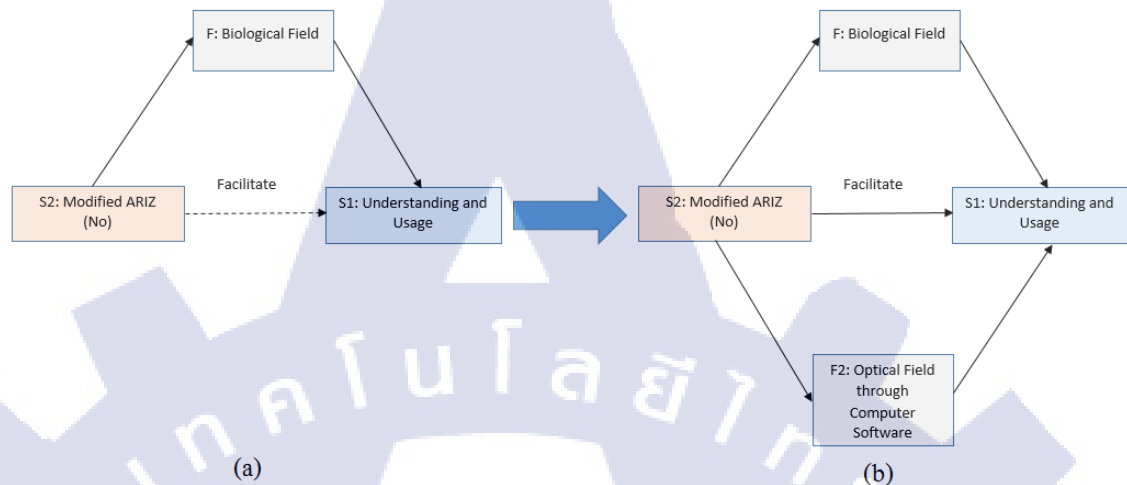 F: Biological Field
S2: Modified ARIZ
(No)
Facilitate
S1: Understanding and
Usage
(a)
F: Biological Field
S2: Modified ARIZ
(No)
Facilitate
S1: Understanding and
Usage
F2: Optical Field
through
Computer
Software
(b)
เทคโนโลยีไท